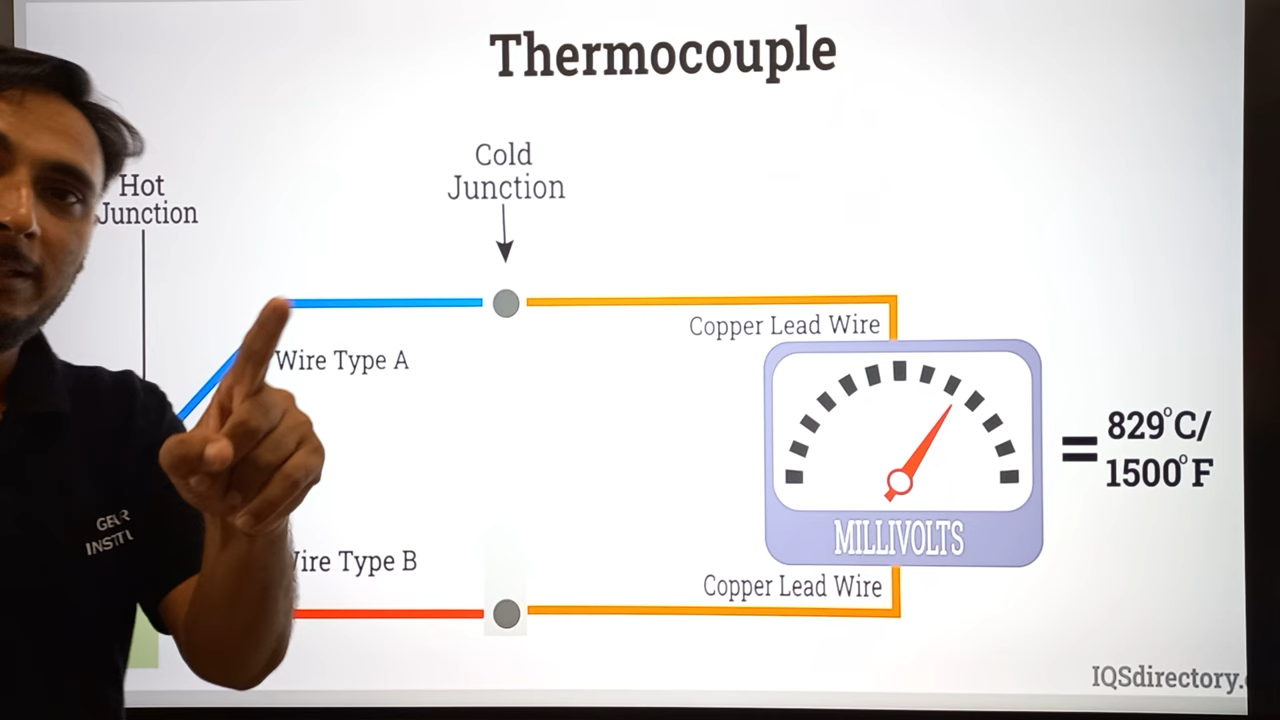 Thermocouple
Cold
Junction
Hot
Junction
Copper Lead Wire
Wire Type A
829°C/
1500°F
MILLIVOLTS
Wire Type B
Copper Lead Wire
IQSdirectory.